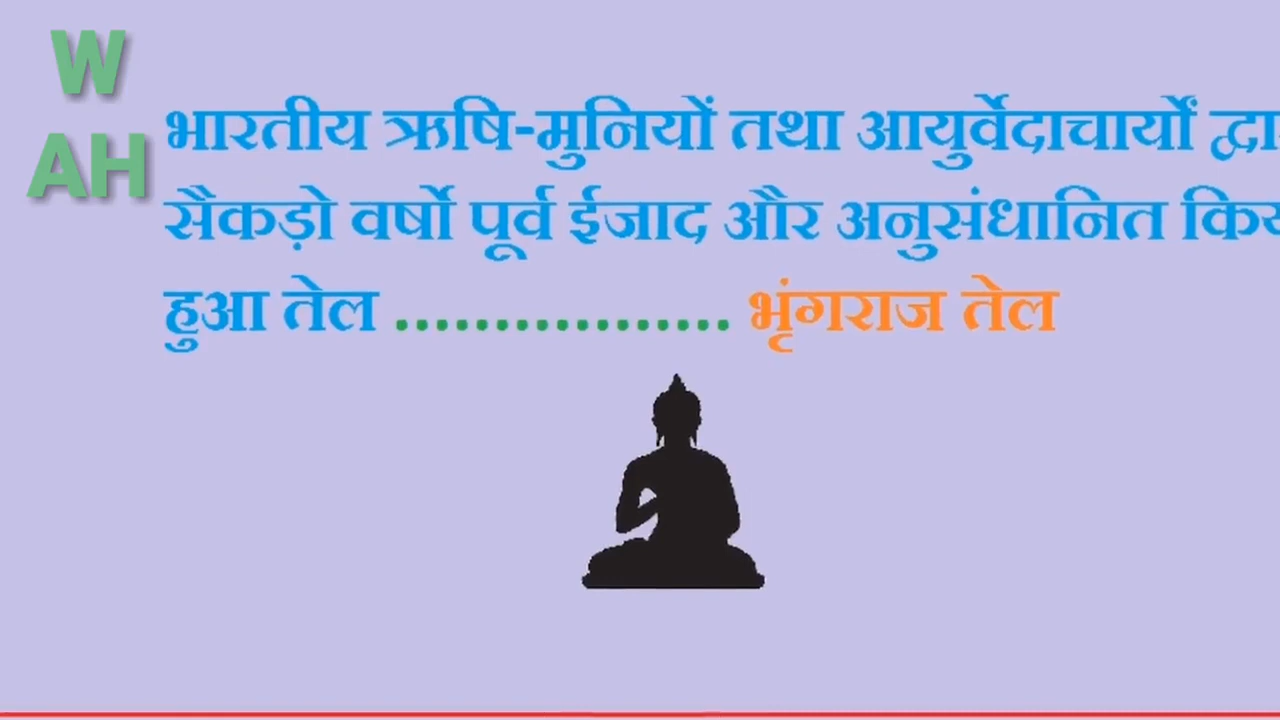 W
AH
भारतीय ऋषि-मुनियों तथा आयुर्वेदाचार्यों द्वा
सैकड़ो वर्षो पूर्व ईजाद और अनुसंधानित किय
हुआ तेल ................. भृंगराज तेल